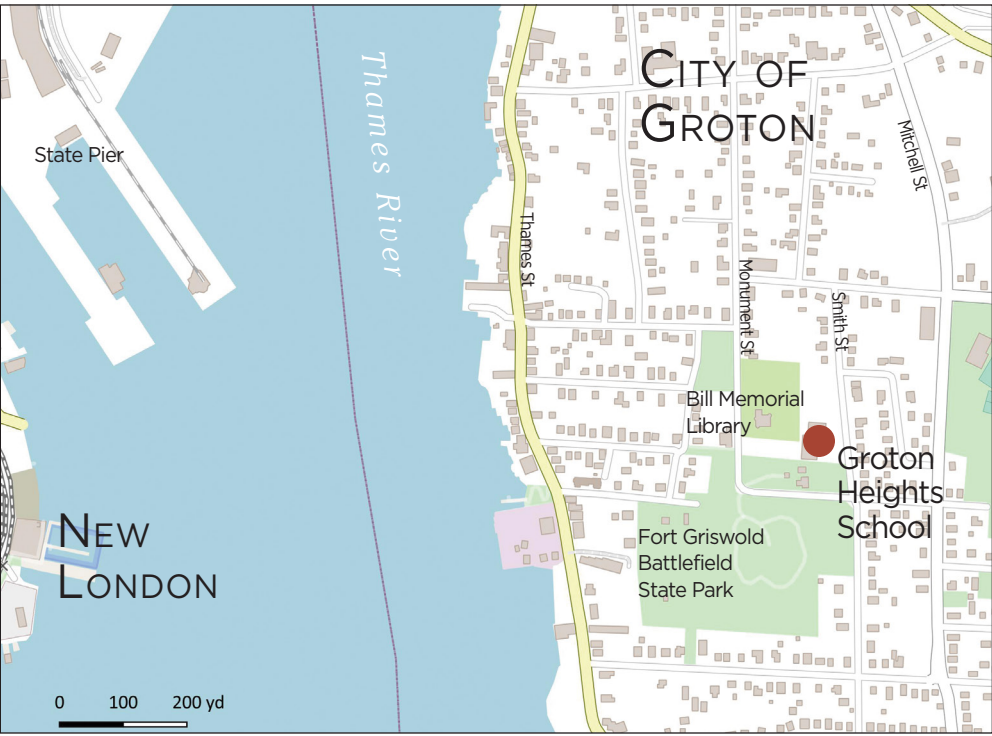 CITY OF
GROTON
Thames River
State Pier
Mitchell St
Thames St
Monument St
Smith St
Bill Memorial
Library
Groton
Heights
School
Fort Griswold
Battlefield
State Park
NEW
LONDON
0 100 200 yd